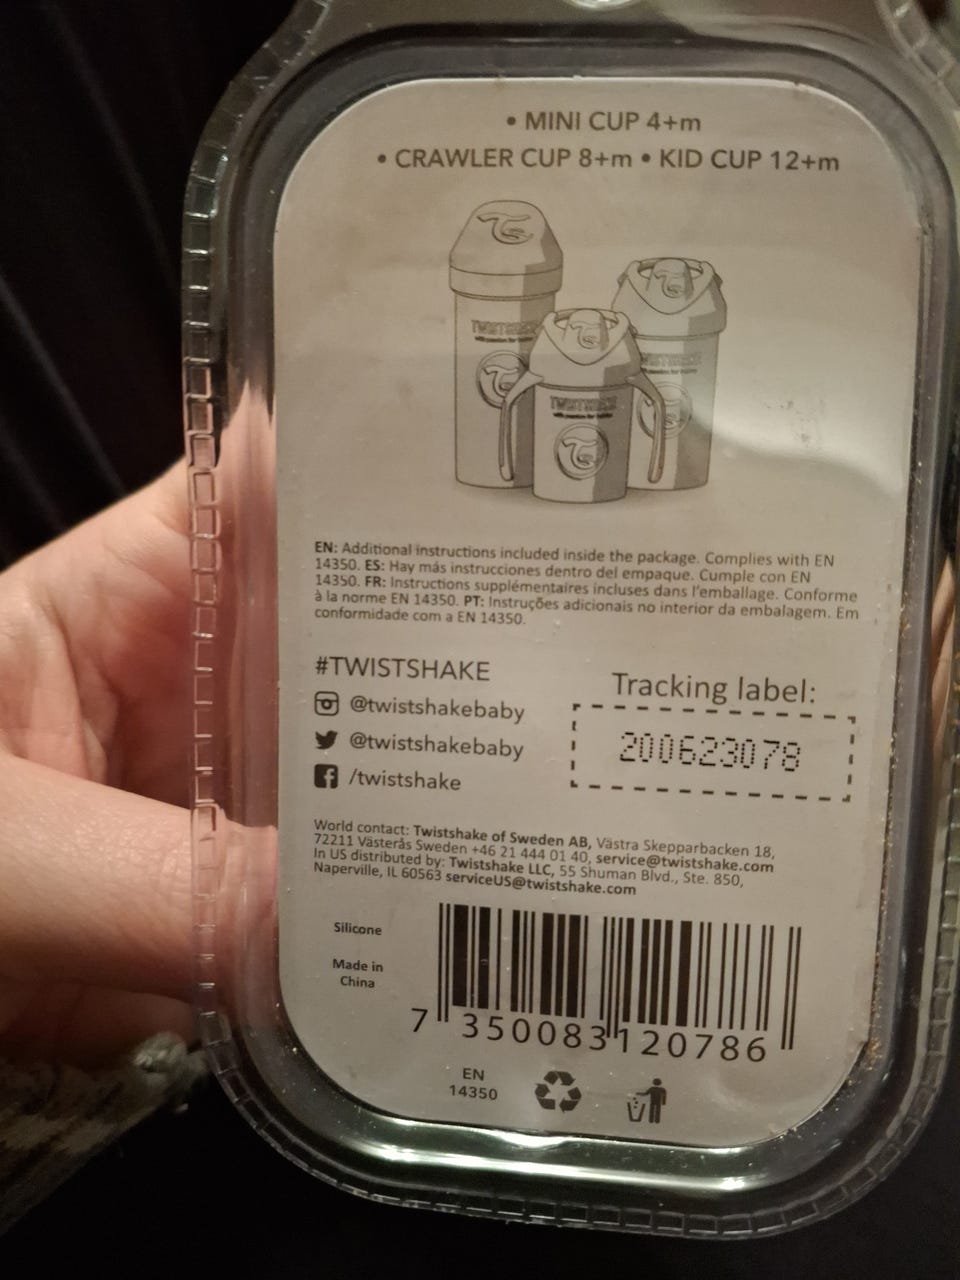 • MINI CUP 4+m
• CRAWLER CUP 8+m • KID CUP 12+m
TWISTSHAKE
TWISTSHAKE
TWISTSHAKE
EN: Additional instructions included inside the package. Complies with EN
14350. ES: Hay más instrucciones dentro del empaque. Cumple con EN
14350. FR: Instructions supplémentaires incluses dans l'emballage. Conforme
à la norme EN 14350. PT: Instruções adicionais no interior da embalagem. Em
conformidade com a EN 14350.
#TWISTSHAKE
@twistshakebaby
@twistshakebaby
/twistshake
Tracking label:
200623078
World contact: Twistshake of Sweden AB, Västra Skepparbacken 18,
72211 Västerås Sweden +46 21 444 01 40, service@twistshake.com
In US distributed by: Twistshake LLC, 55 Shuman Blvd., Ste. 850,
Naperville, IL 60563 serviceUS@twistshake.com
Silicone
Made in
China
7 350083 120786
EN
14350